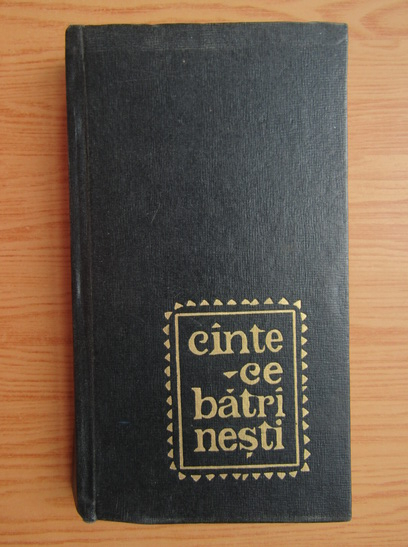 cînte
-ce
bătrî
nești